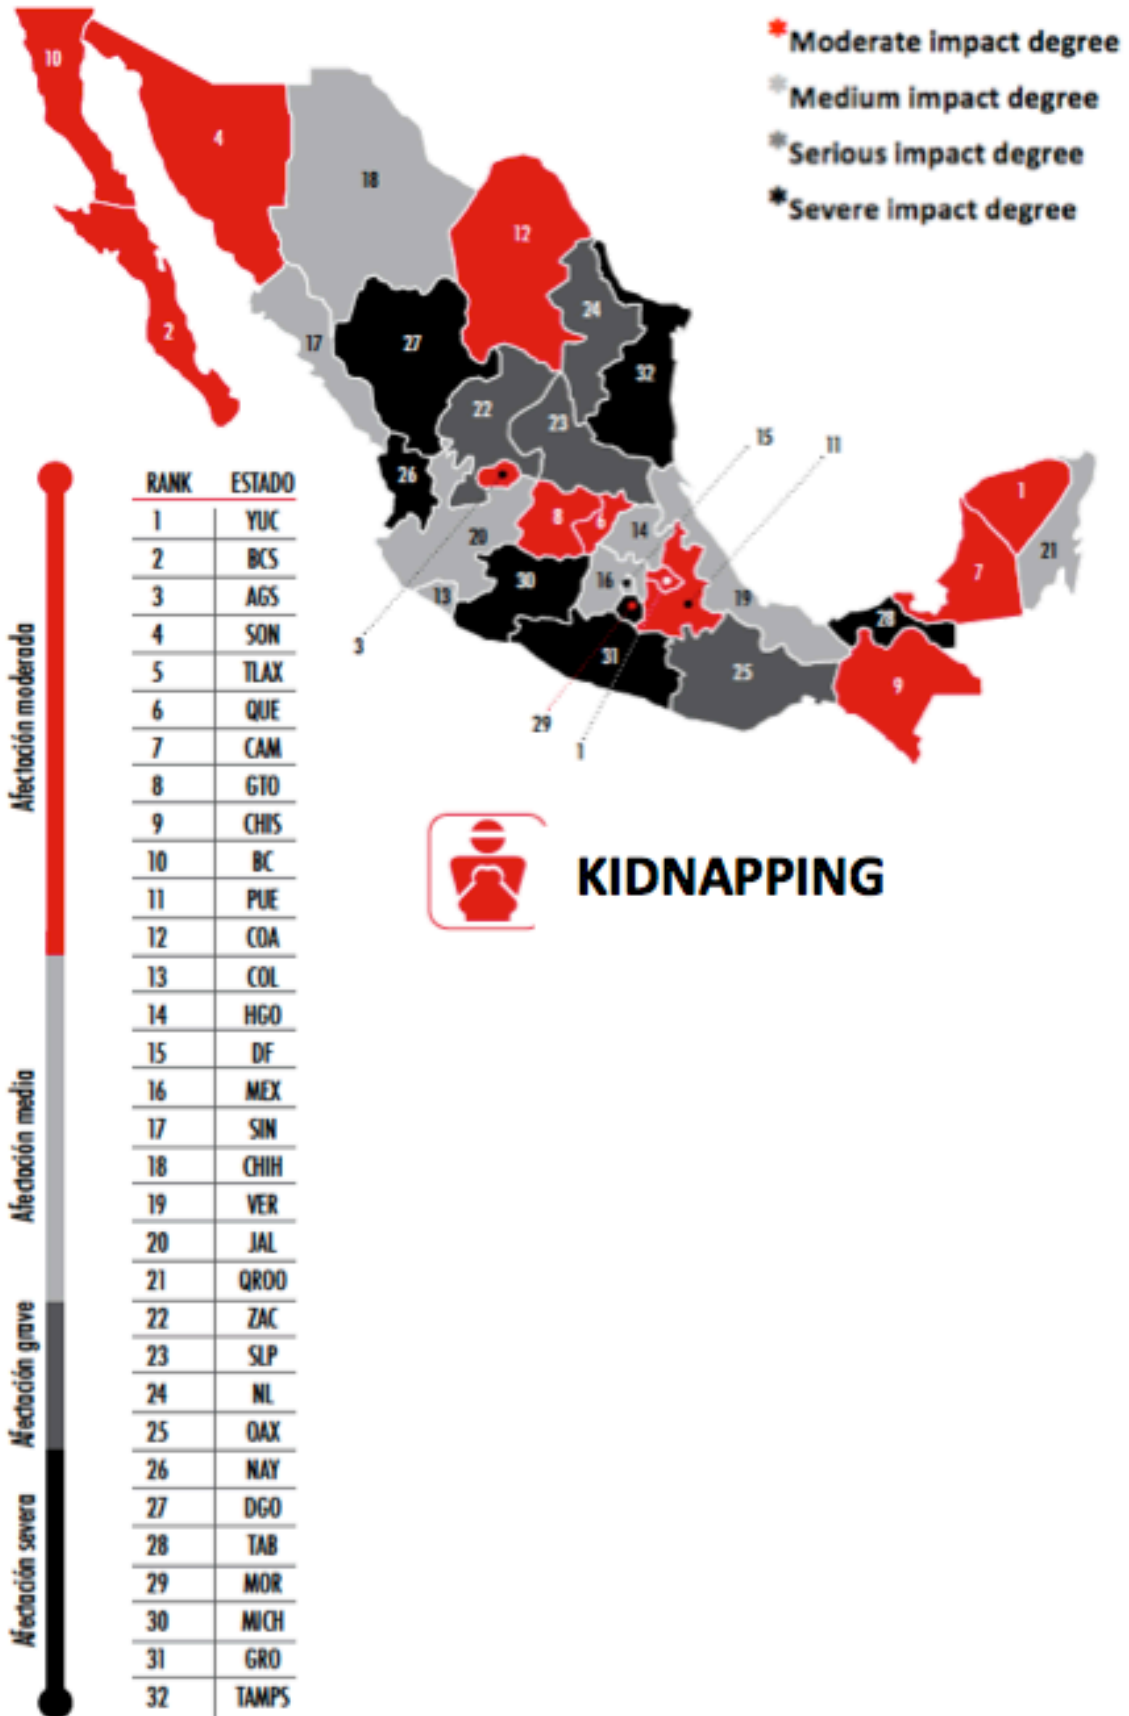 *Moderate impact degree
*Medium impact degree
*Serious impact degree
*Severe impact degree
10
4
18
12
2
17
27
24
32
22
23
15
11
26
8
6
14
20
16
13
30
19
1
21
7
28
3
31
25
9
29
1
KIDNAPPING
Afectación moderada
Afectación media
Afectación grave
Afectación severa
RANK ESTADO
1 YUC
2 BCS
3 AGS
4 SON
5 TLAX
6 QUE
7 CAM
8 GTO
9 CHIS
10 BC
11 PUE
12 COA
13 COL
14 HGO
15 DF
16 MEX
17 SIN
18 CHIH
19 VER
20 JAL
21 QROO
22 ZAC
23 SLP
24 NL
25 OAX
26 NAY
27 DGO
28 TAB
29 MOR
30 MICH
31 GRO
32 TAMPS